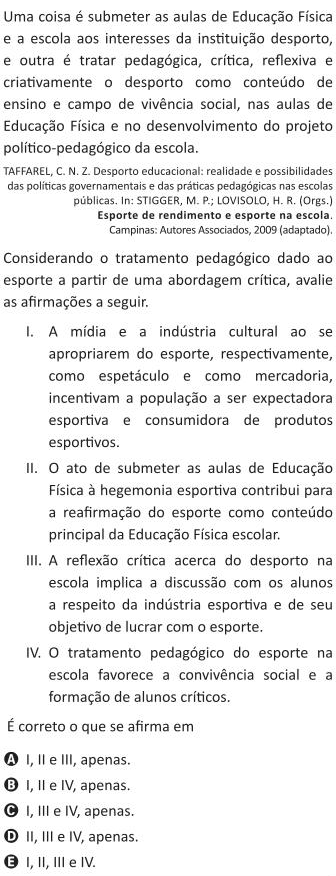 Uma coisa é submeter as aulas de Educação Física
e a escola aos interesses da instituição desporto,
e outra é tratar pedagógica, crítica, reflexiva e
criativamente o desporto como conteúdo de
ensino e campo de vivência social, nas aulas de
Educação Física e no desenvolvimento do projeto
político-pedagógico da escola.
TAFFAREL, C. N. Z. Desporto educacional: realidade e possibilidades
das políticas governamentais e das práticas pedagógicas nas escolas
públicas. In: STIGGER, M. P.; LOVISOLO, H. R. (Orgs.)
Esporte de rendimento e esporte na escola.
Campinas: Autores Associados, 2009 (adaptado).
Considerando o tratamento pedagógico dado ao
esporte a partir de uma abordagem crítica, avalie
as afirmações a seguir.
I. A mídia e a indústria cultural ao se
apropriarem do esporte, respectivamente,
como espetáculo e como mercadoria,
incentivam a população a ser expectadora
esportiva e consumidora de produtos
esportivos.
II. O ato de submeter as aulas de Educação
Física à hegemonia esportiva contribui para
a reafirmação do esporte como conteúdo
principal da Educação Física escolar.
III. A reflexão crítica acerca do desporto na
escola implica a discussão com os alunos
a respeito da indústria esportiva e de seu
objetivo de lucrar com o esporte.
IV. O tratamento pedagógico do esporte na
escola favorece a convivência social e a
formação de alunos críticos.
É correto o que se afirma em
A I, II e III, apenas.
B I, II e IV, apenas.
C I, III e IV, apenas.
D II, III e IV, apenas.
E I, II, III e IV.